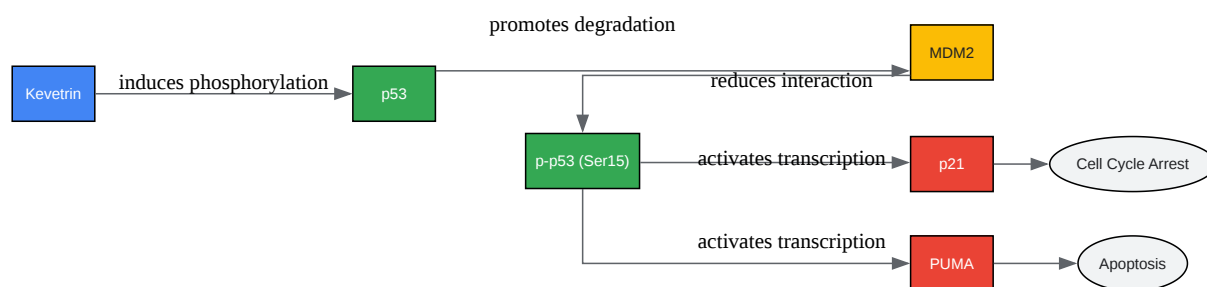 promotes degradation
MDM2
Kevetrin
induces phosphorylation
p53
reduces interaction
p-p53 (Ser15)
activates transcription
p21
Cell Cycle Arrest
activates transcription
PUMA
Apoptosis